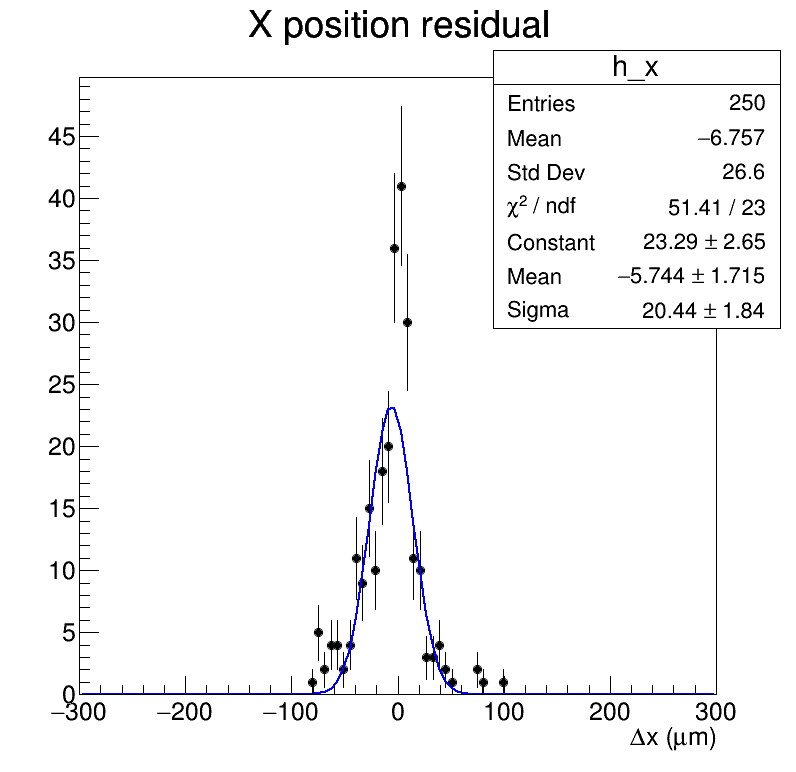 X position residual
h_x
Entries 250
Mean −6.757
Std Dev 26.6
χ² / ndf 51.41 / 23
Constant 23.29 ± 2.65
Mean −5.744 ± 1.715
Sigma 20.44 ± 1.84
45
40
35
30
25
20
15
10
5
0
−300 −200 −100 0 100 200 300
Δx (μm)